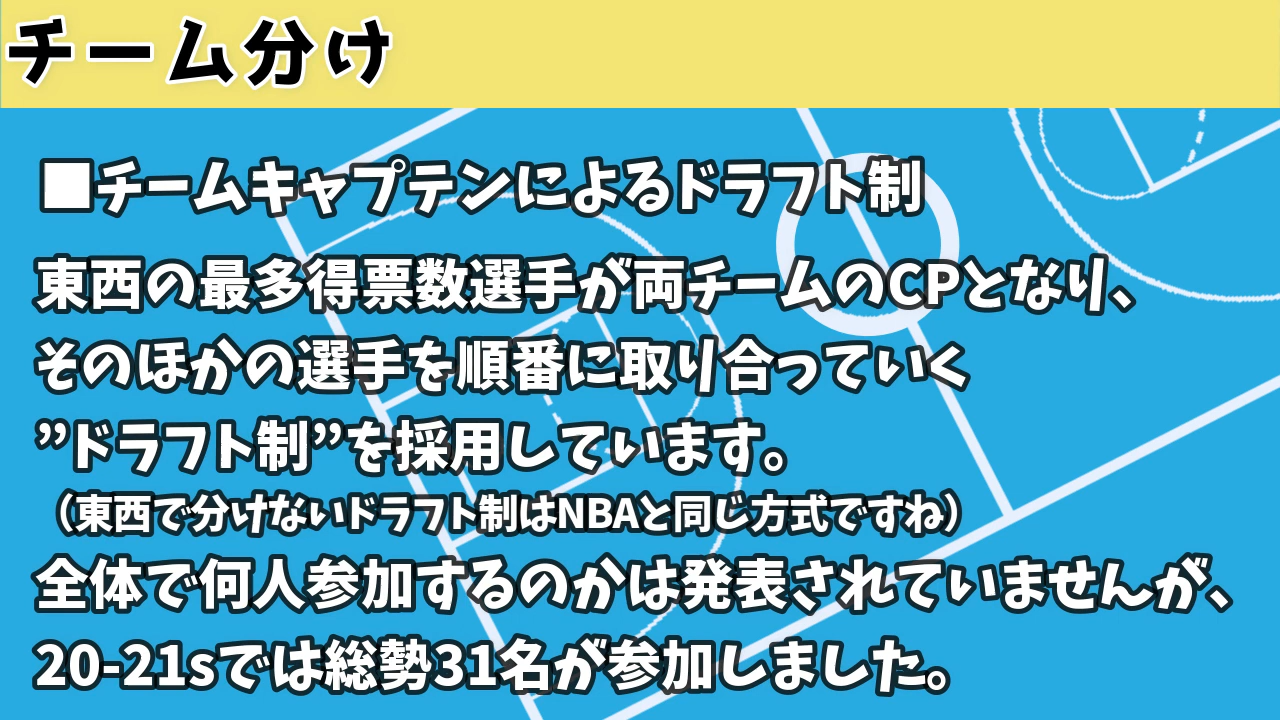 チーム分け
■チームキャプテンによるドラフト制
東西の最多得票数選手が両チームのCPとなり、
そのほかの選手を順番に取り合っていく
”ドラフト制”を採用しています。
（東西で分けないドラフト制はNBAと同じ方式ですね）
全体で何人参加するのかは発表されていませんが、
20-21sでは総勢31名が参加しました。